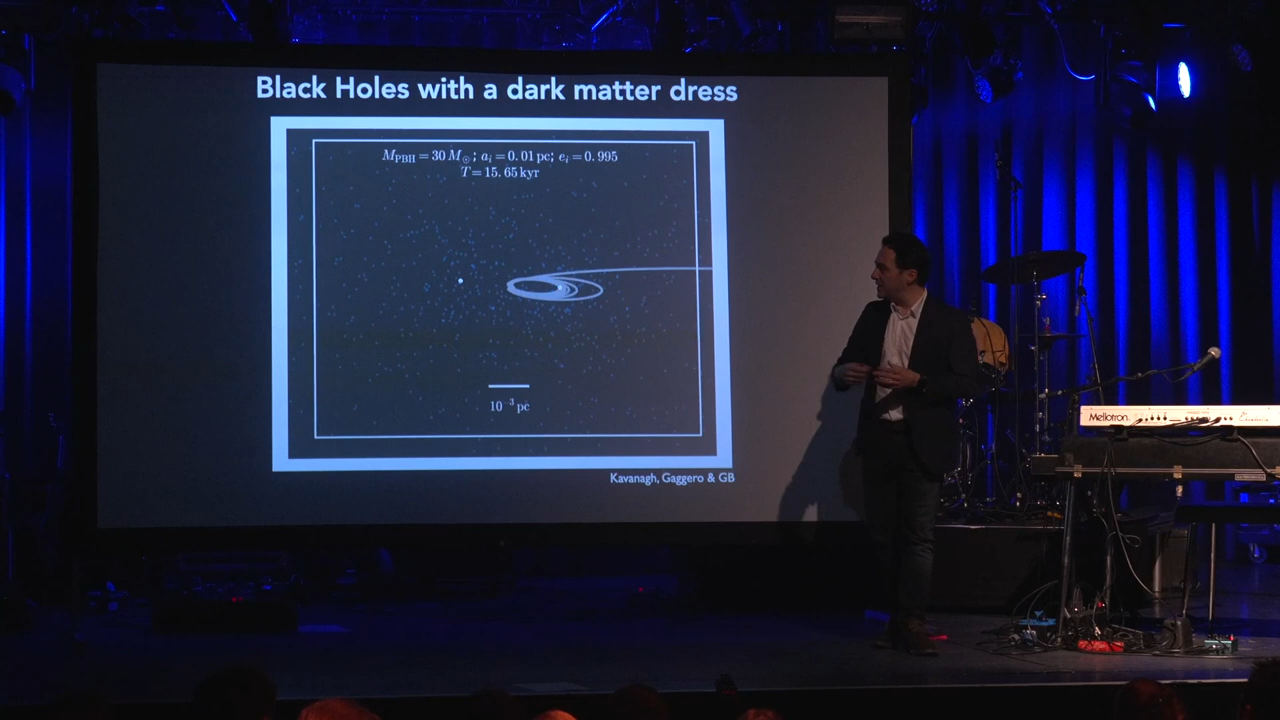 Black Holes with a dark matter dress
M_PBH = 30 M_⊙ ; a_i = 0.01 pc; e_i = 0.995
T = 15.65 kyr
10⁻³ pc
Kavanagh, Gaggero & GB
Mellotron